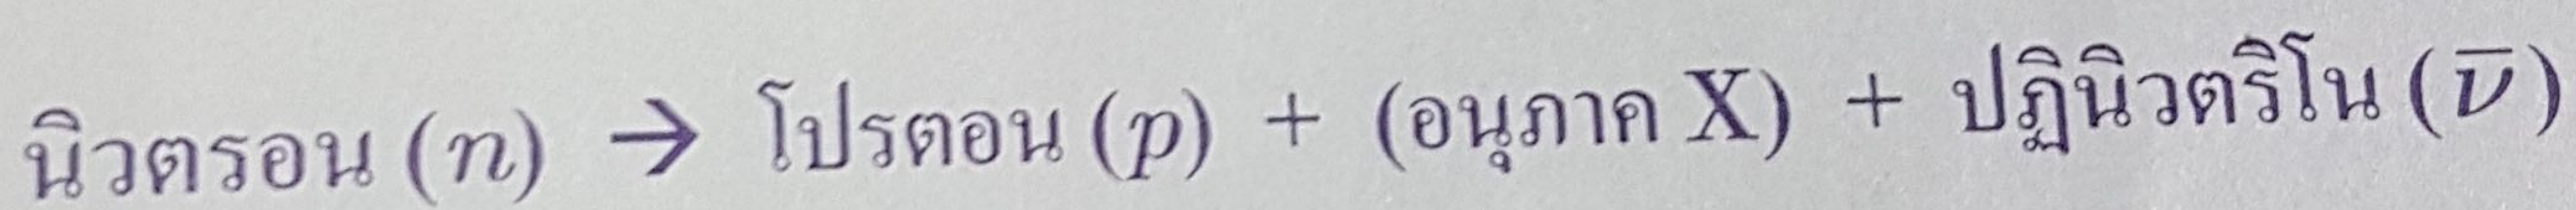 นิวตรอน (n) → โปรตอน (p) + (อนุภาค X) + ปฏินิวตริโน (ν̅)